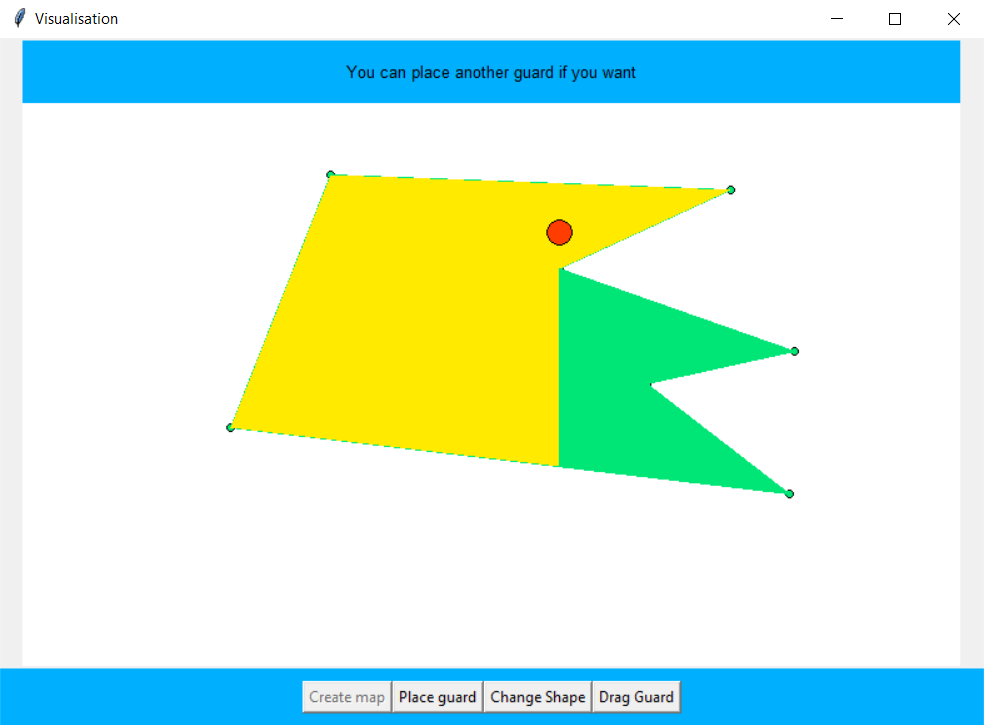 Visualisation
You can place another guard if you want
Create map
Place guard
Change Shape
Drag Guard